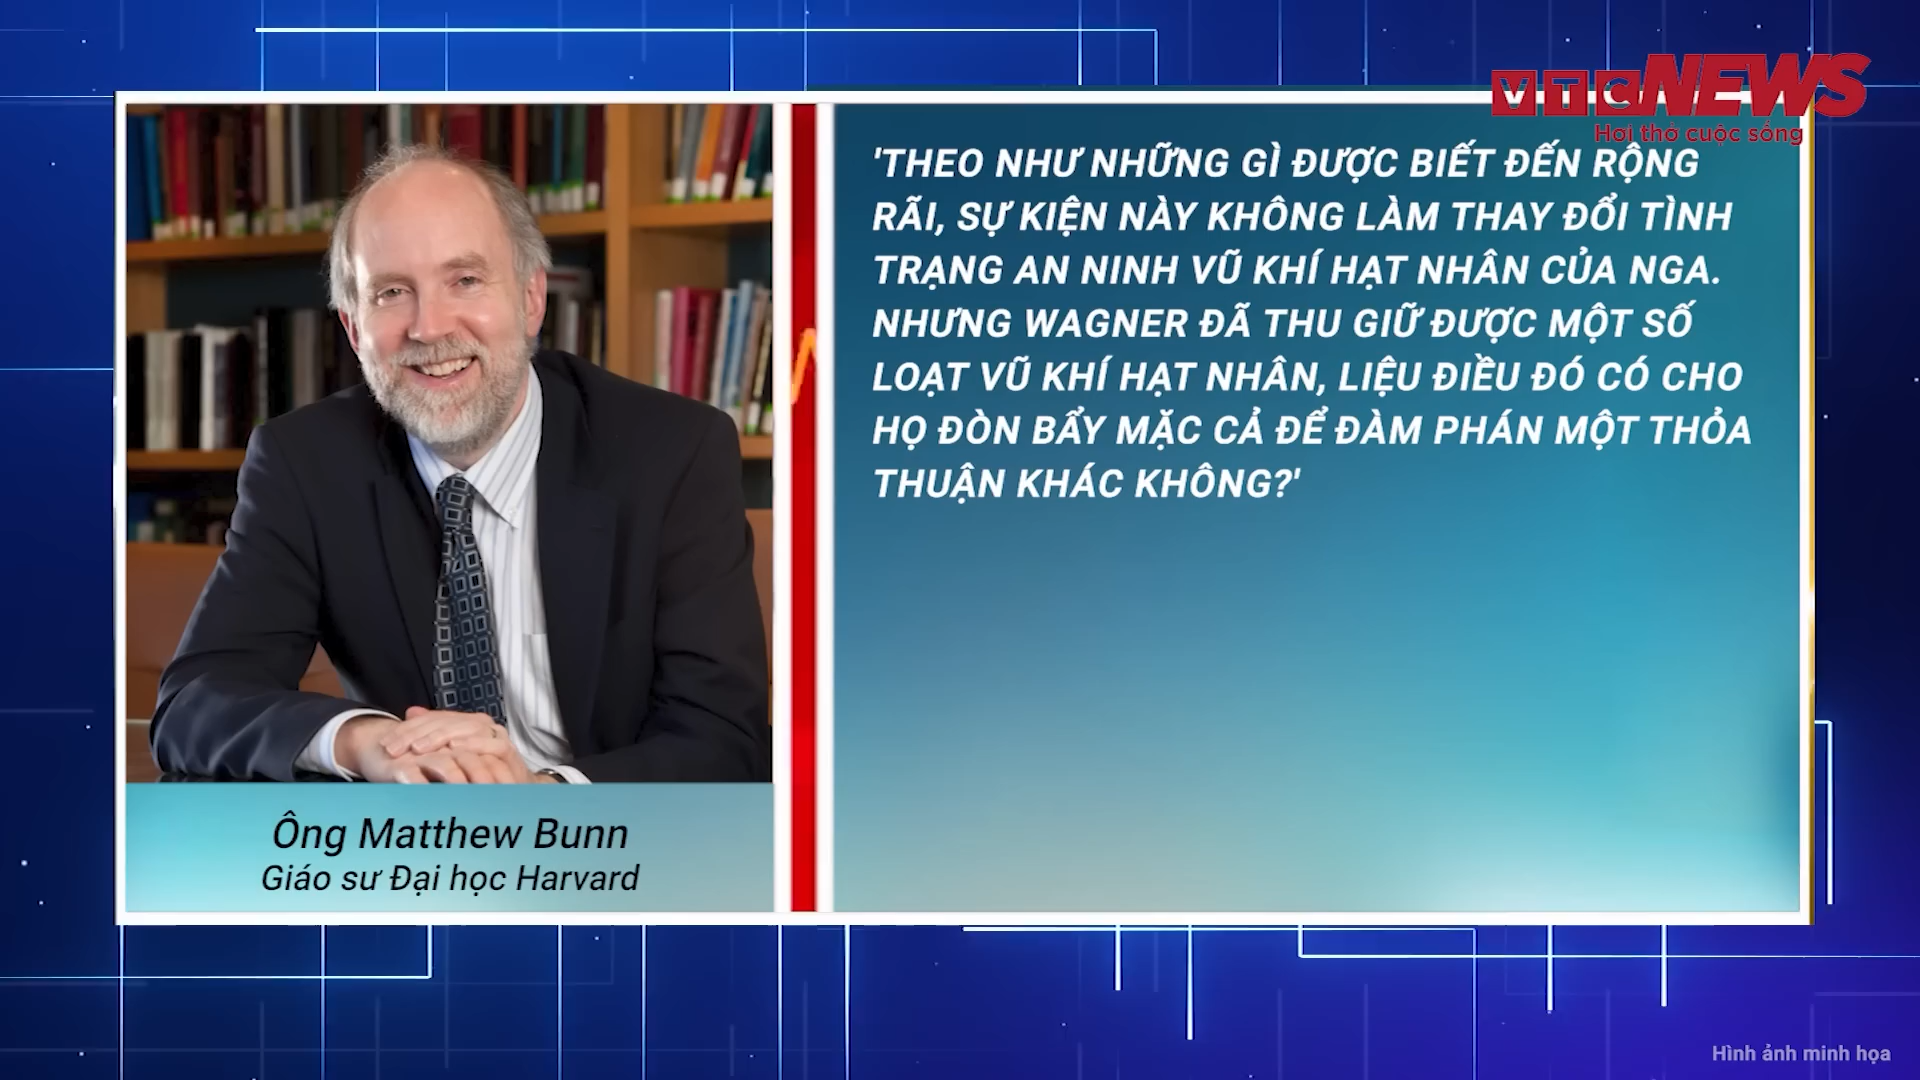 VTC NEWS
Hơi thở cuộc sống
'THEO NHƯ NHỮNG GÌ ĐƯỢC BIẾT ĐẾN RỘNG
RÃI, SỰ KIỆN NÀY KHÔNG LÀM THAY ĐỔI TÌNH
TRẠNG AN NINH VŨ KHÍ HẠT NHÂN CỦA NGA.
NHƯNG WAGNER ĐÃ THU GIỮ ĐƯỢC MỘT SỐ
LOẠT VŨ KHÍ HẠT NHÂN, LIỆU ĐIỀU ĐÓ CÓ CHO
HỌ ĐÒN BẨY MẶC CẢ ĐỂ ĐÀM PHÁN MỘT THỎA
THUẬN KHÁC KHÔNG?'
Ông Matthew Bunn
Giáo sư Đại học Harvard
Hình ảnh minh họa